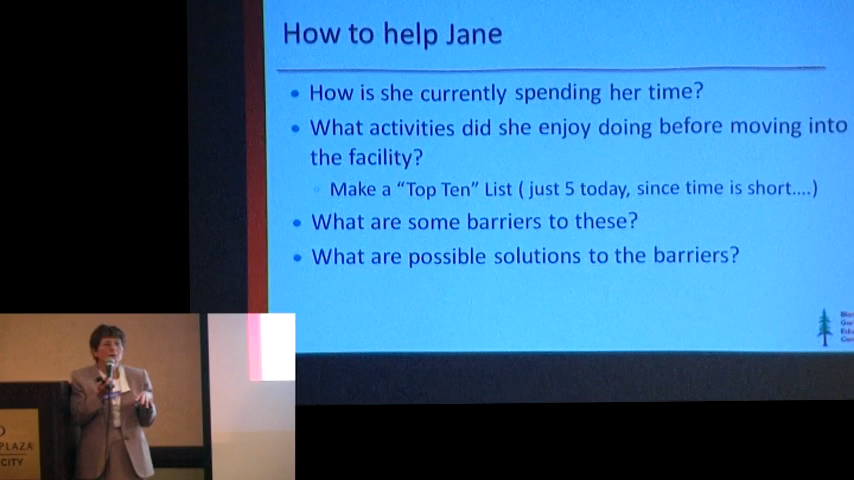 How to help Jane
• How is she currently spending her time?
• What activities did she enjoy doing before moving into
the facility?
◦ Make a “Top Ten” List ( just 5 today, since time is short....)
• What are some barriers to these?
• What are possible solutions to the barriers?
PLAZA
CITY